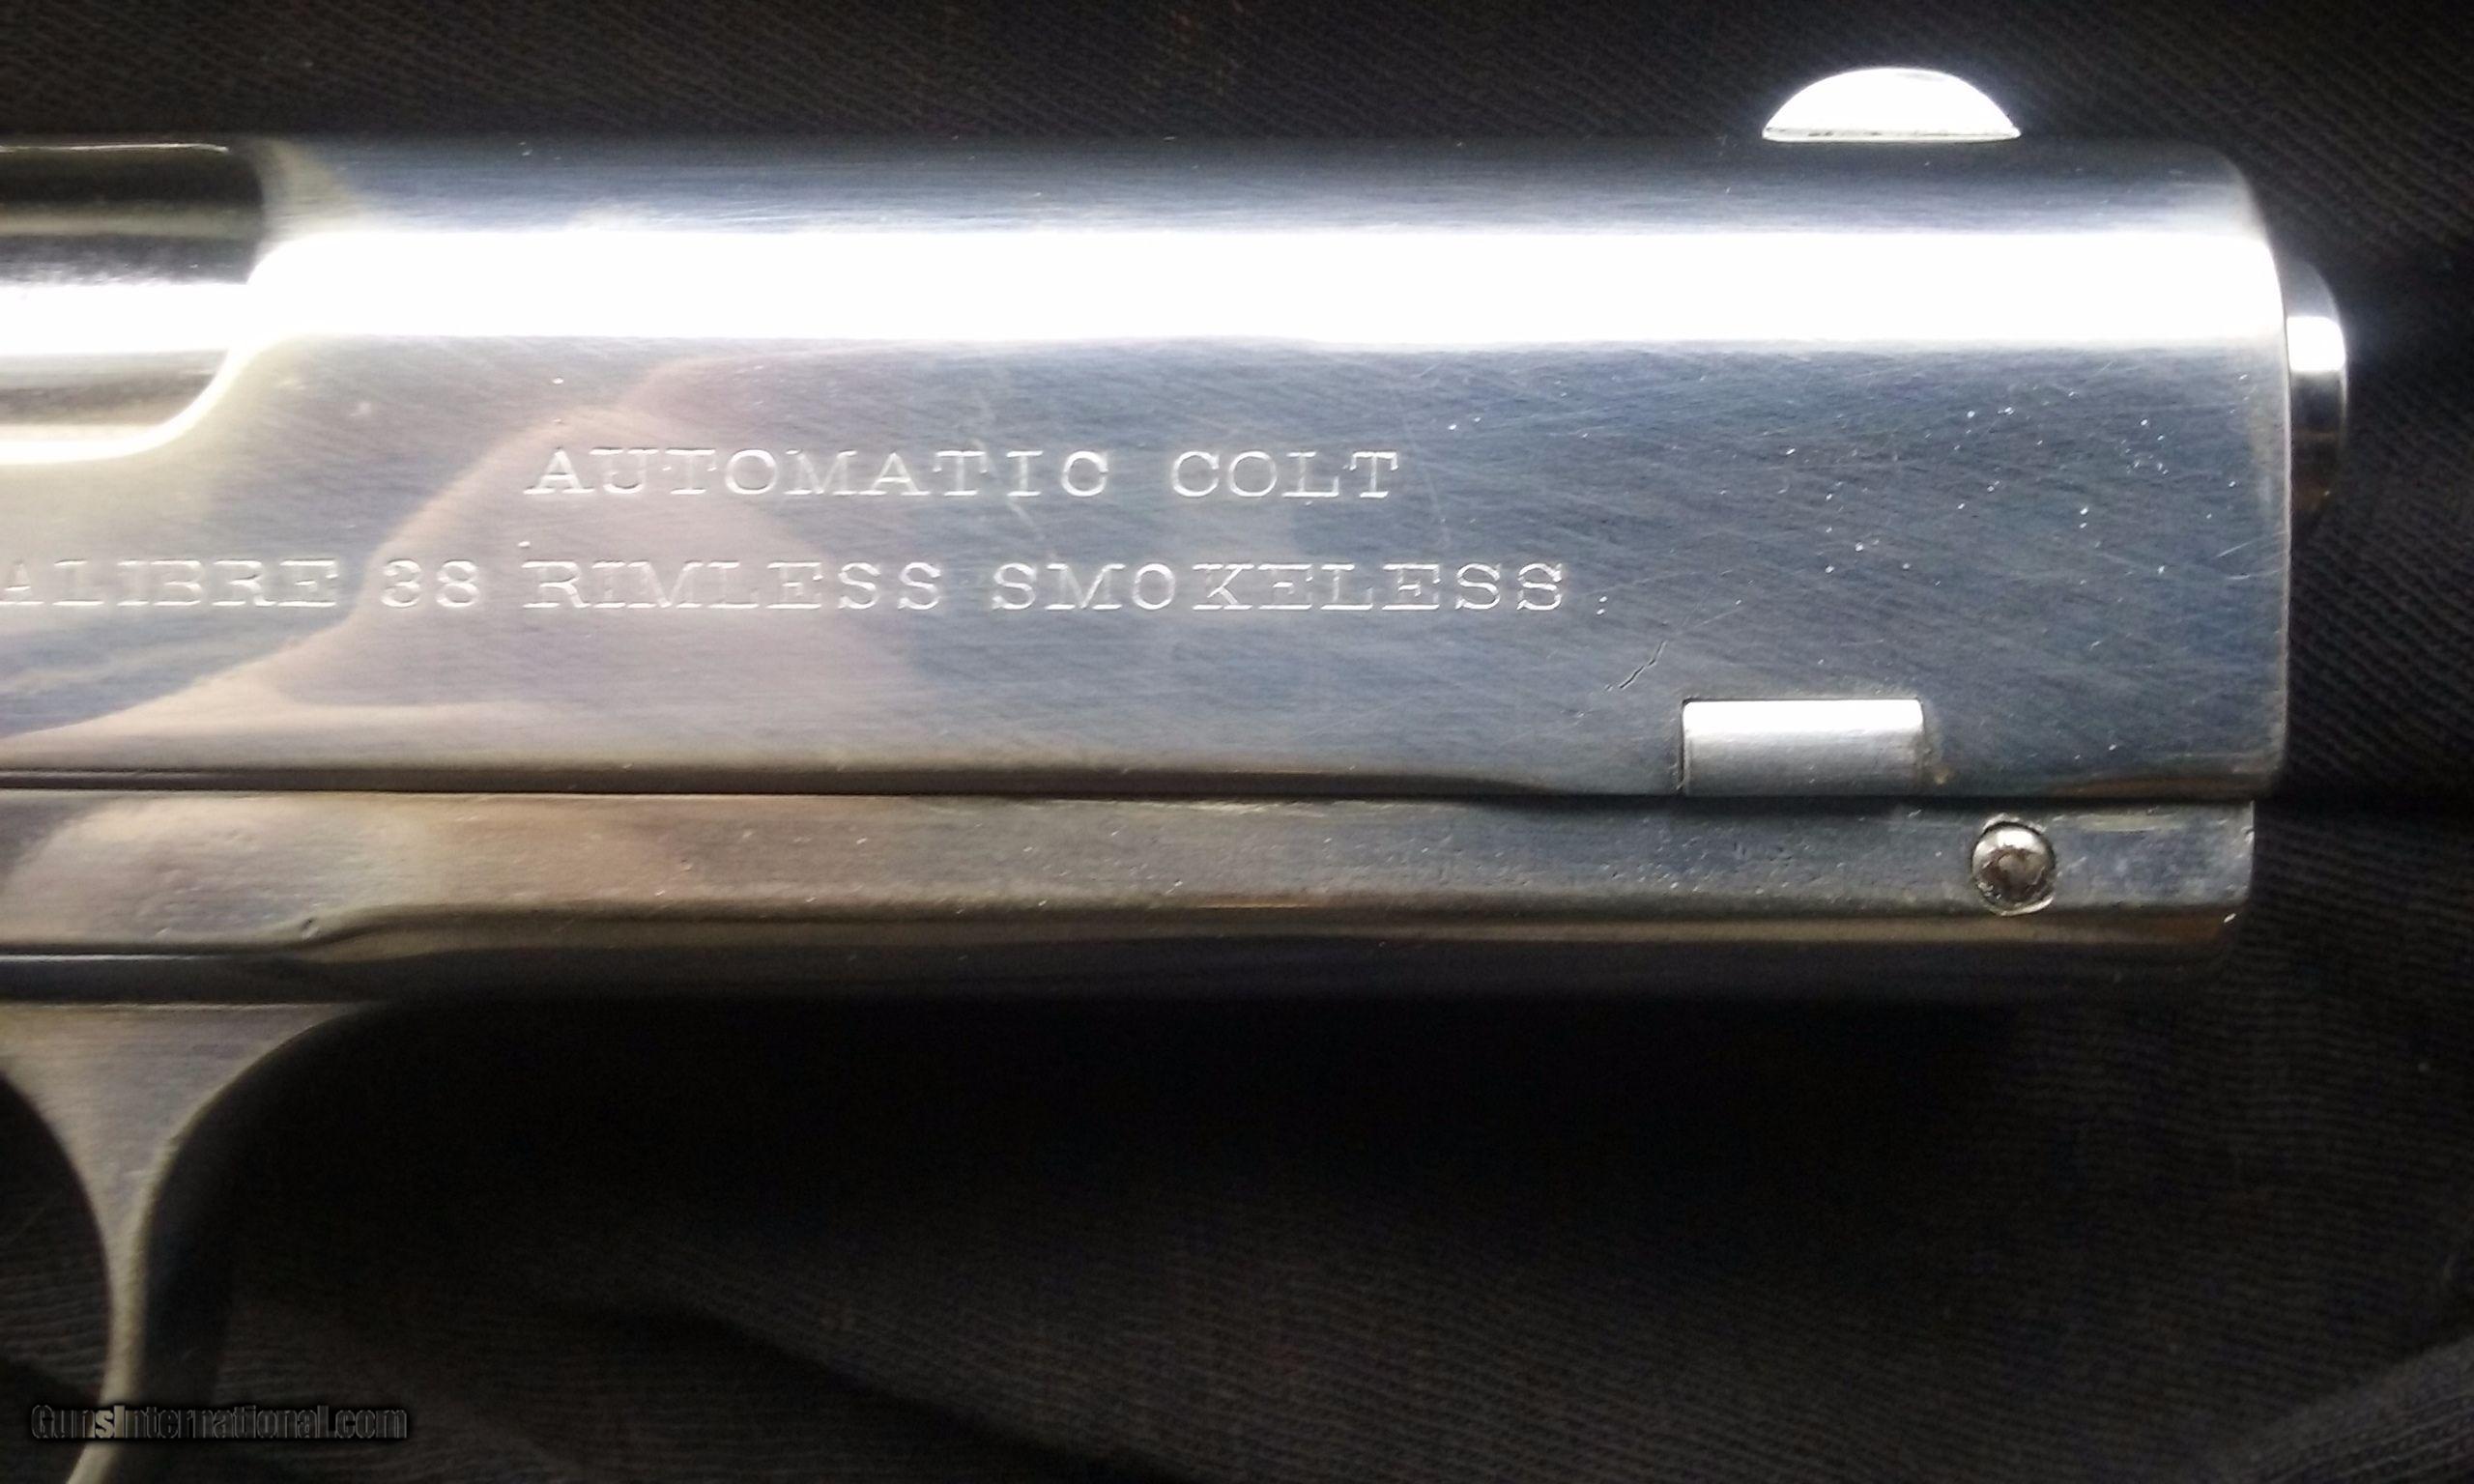 AUTOMATIC COLT
ALIBRE 38 RIMLESS SMOKELESS
GunsInternational.com